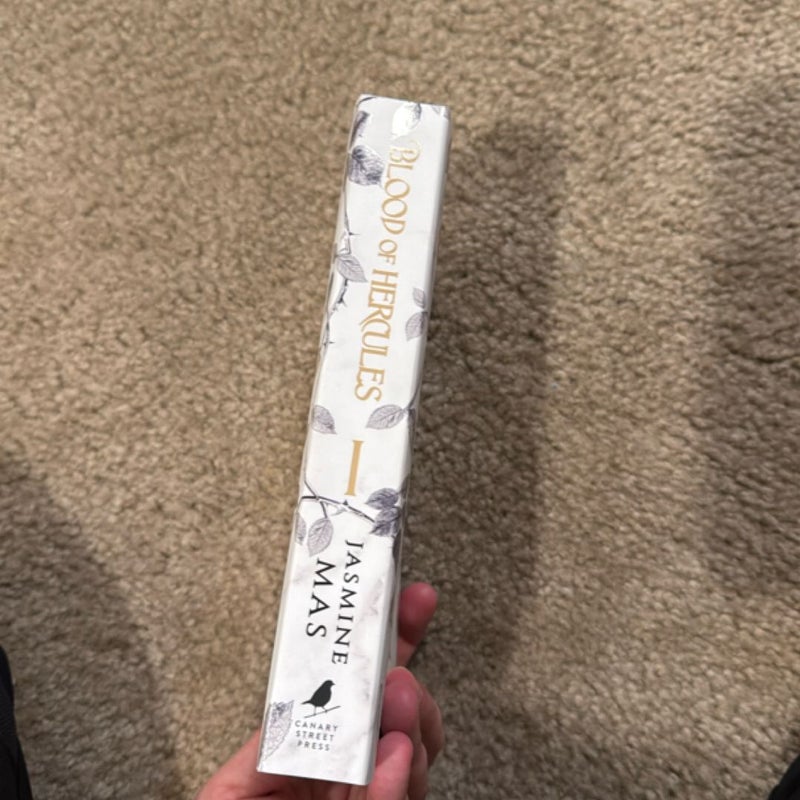 BLOOD OF HERCULES
I
JASMINE
MAS
CANARY
STREET
PRESS